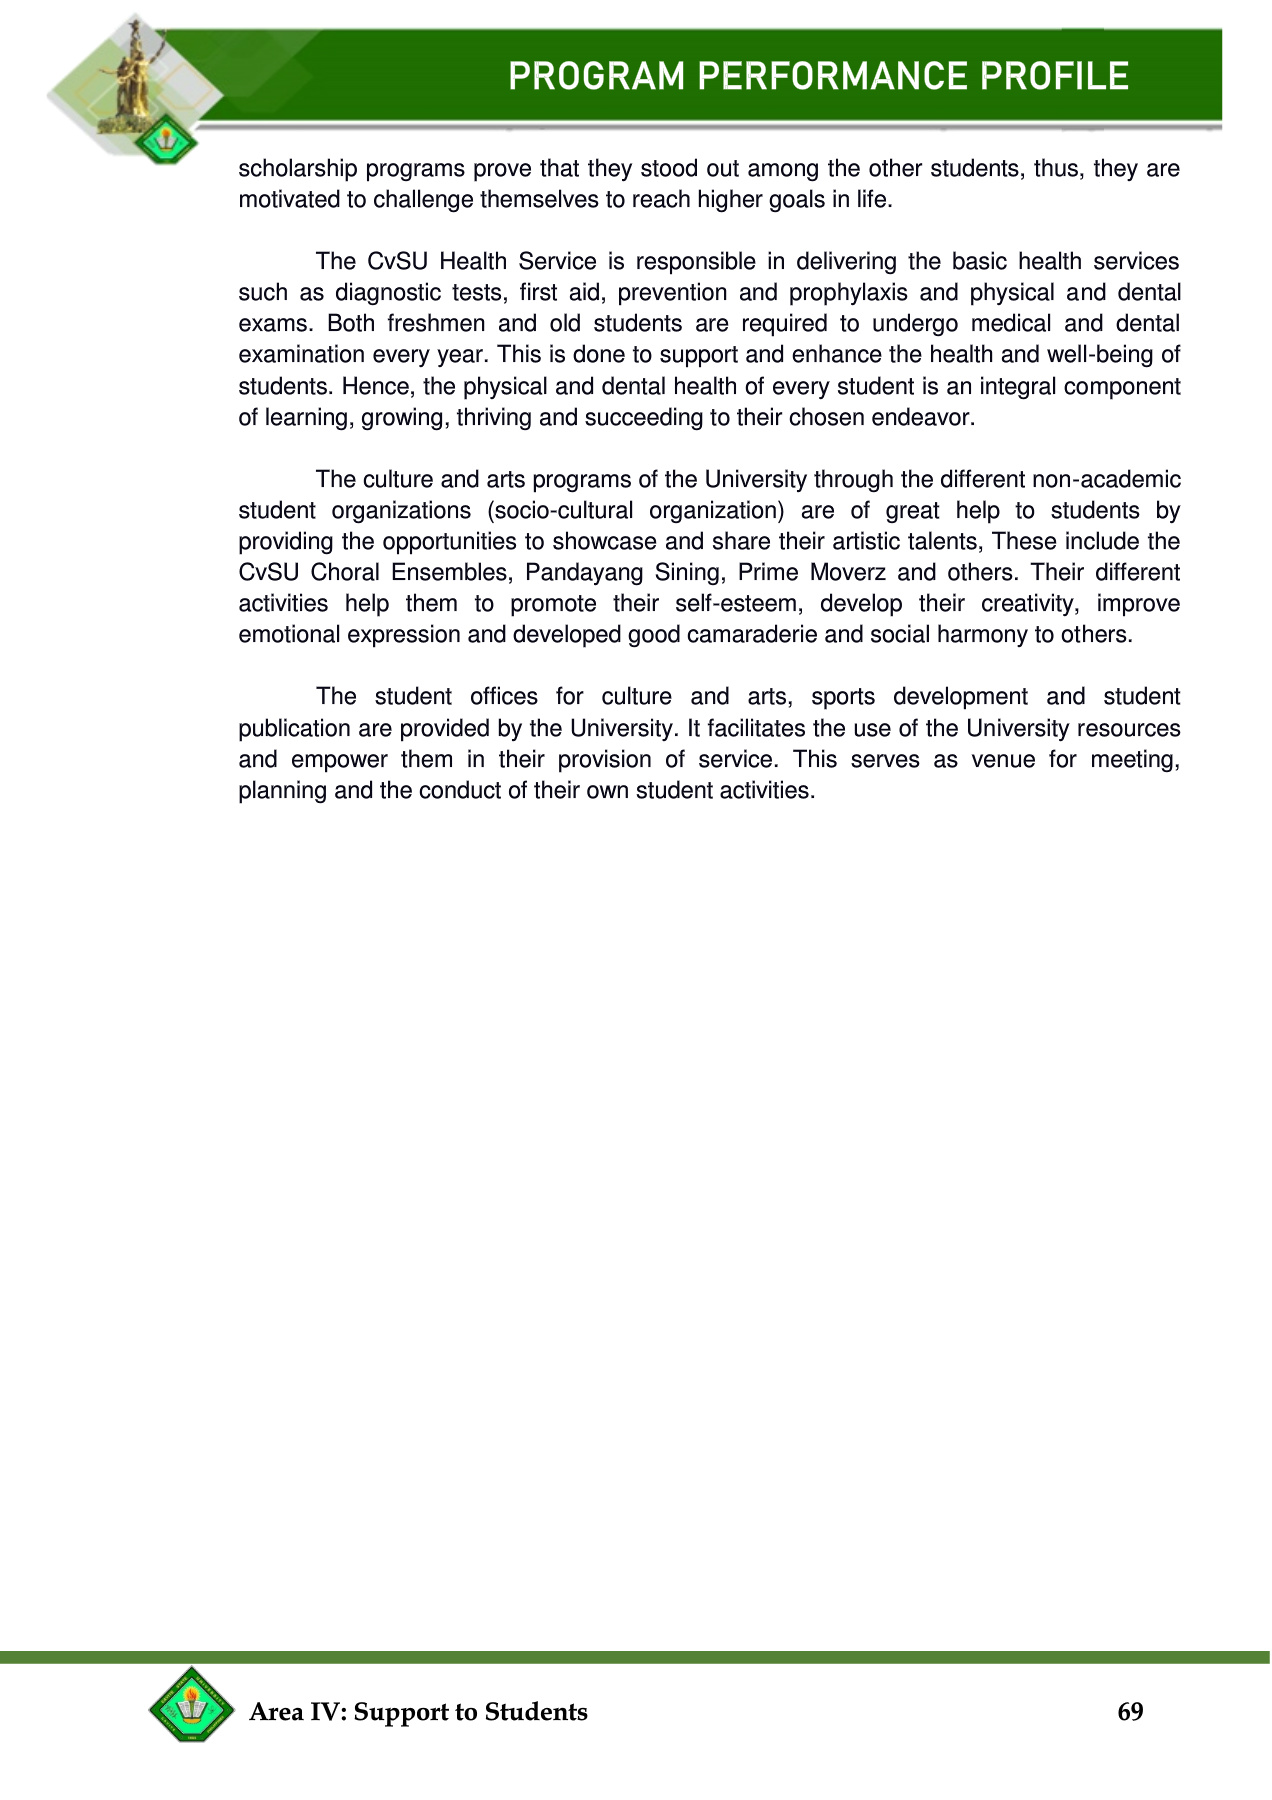 PROGRAM PERFORMANCE PROFILE
scholarship programs prove that they stood out among the other students, thus, they are
motivated to challenge themselves to reach higher goals in life.
The CvSU Health Service is responsible in delivering the basic health services
such as diagnostic tests, first aid, prevention and prophylaxis and physical and dental
exams. Both freshmen and old students are required to undergo medical and dental
examination every year. This is done to support and enhance the health and well-being of
students. Hence, the physical and dental health of every student is an integral component
of learning, growing, thriving and succeeding to their chosen endeavor.
The culture and arts programs of the University through the different non-academic
student organizations (socio-cultural organization) are of great help to students by
providing the opportunities to showcase and share their artistic talents, These include the
CvSU Choral Ensembles, Pandayang Sining, Prime Moverz and others. Their different
activities help them to promote their self-esteem, develop their creativity, improve
emotional expression and developed good camaraderie and social harmony to others.
The student offices for culture and arts, sports development and student
publication are provided by the University. It facilitates the use of the University resources
and empower them in their provision of service. This serves as venue for meeting,
planning and the conduct of their own student activities.
Area IV: Support to Students 69